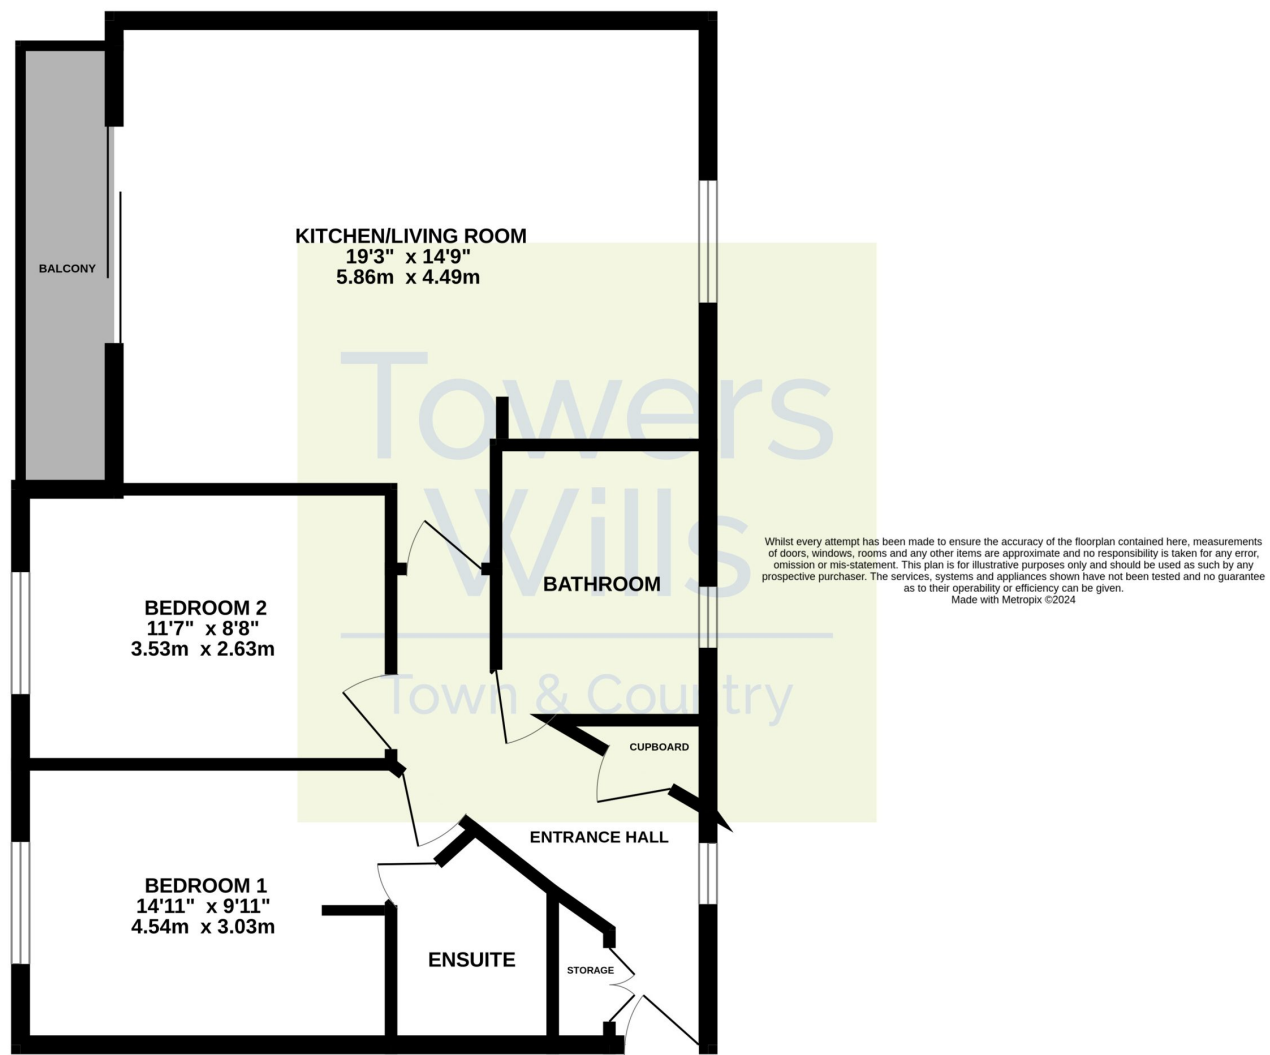 KITCHEN/LIVING ROOM
19'3" x 14'9"
5.86m x 4.49m
BALCONY
Towers
Wills
Town & Country
BATHROOM
BEDROOM 2
11'7" x 8'8"
3.53m x 2.63m
CUPBOARD
ENTRANCE HALL
BEDROOM 1
14'11" x 9'11"
4.54m x 3.03m
ENSUITE
STORAGE
Whilst every attempt has been made to ensure the accuracy of the floorplan contained here, measurements
of doors, windows, rooms and any other items are approximate and no responsibility is taken for any error,
omission or mis-statement. This plan is for illustrative purposes only and should be used as such by any
prospective purchaser. The services, systems and appliances shown have not been tested and no guarantee
as to their operability or efficiency can be given.
Made with Metropix ©2024